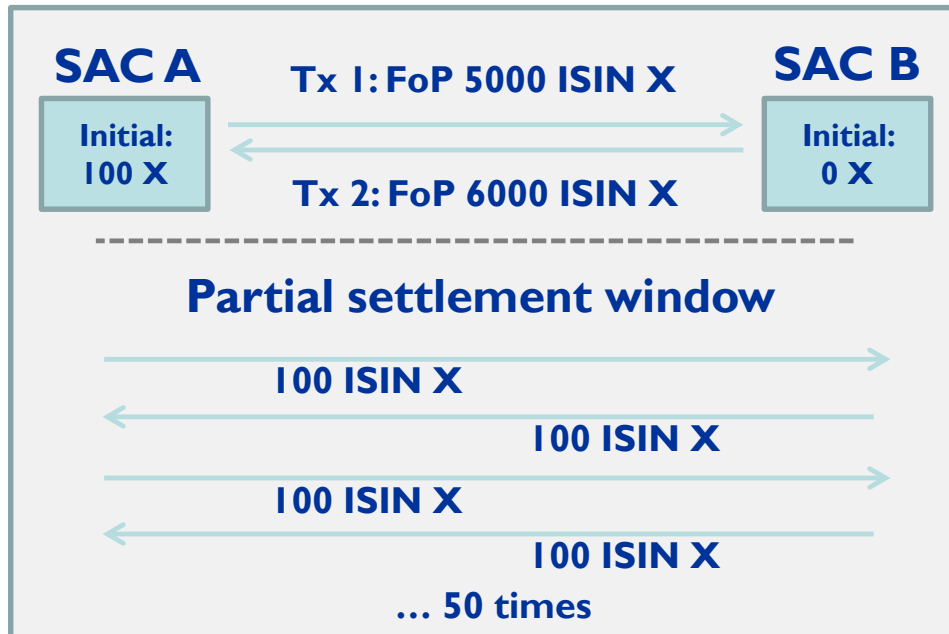 SAC A
SAC B
Tx 1: FoP 5000 ISIN X
Initial:
100 X
Initial:
0 X
Tx 2: FoP 6000 ISIN X
Partial settlement window
100 ISIN X
100 ISIN X
100 ISIN X
100 ISIN X
... 50 times